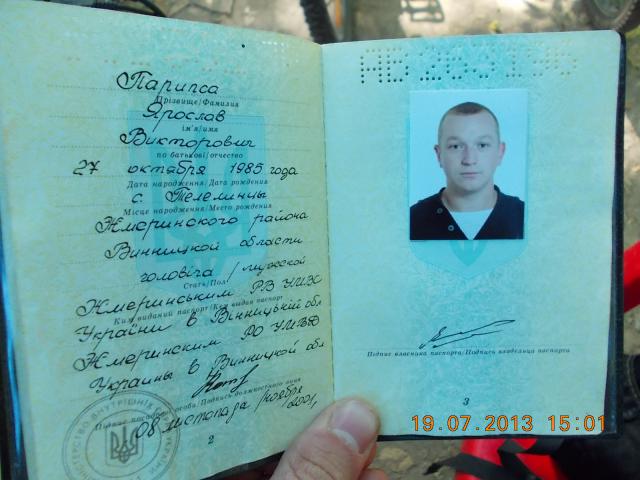 Парипса
Прізвище/Фамилия
Ярослав
ім'я/имя
Викторович
по батькові/отчество
27 октября 1985 года
Дата народження/Дата рождения
с. Телелинцы
Місце народження/Место рождения
Жмеринского района
Винницкой области
чоловіча / мужской
Стать/Пол
Жмеринським РВ УМВС
Ким виданий паспорт/Кем выдан паспорт
України в Вінницькій обл
Жмеринским РО УМВД
Украины в Винницкой обл
Підпис посадової особи/Подпись должностного лица
08 листопада /ноября
2001,
2
Підпис власника паспорта/Подпись владельца паспорта
3
19.07.2013 15:01